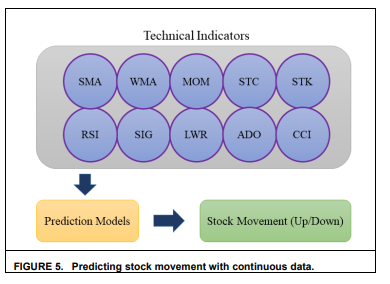 Technical Indicators
SMA WMA MOM STC STK
RSI SIG LWR ADO CCI
Prediction Models Stock Movement (Up/Down)
FIGURE 5. Predicting stock movement with continuous data.